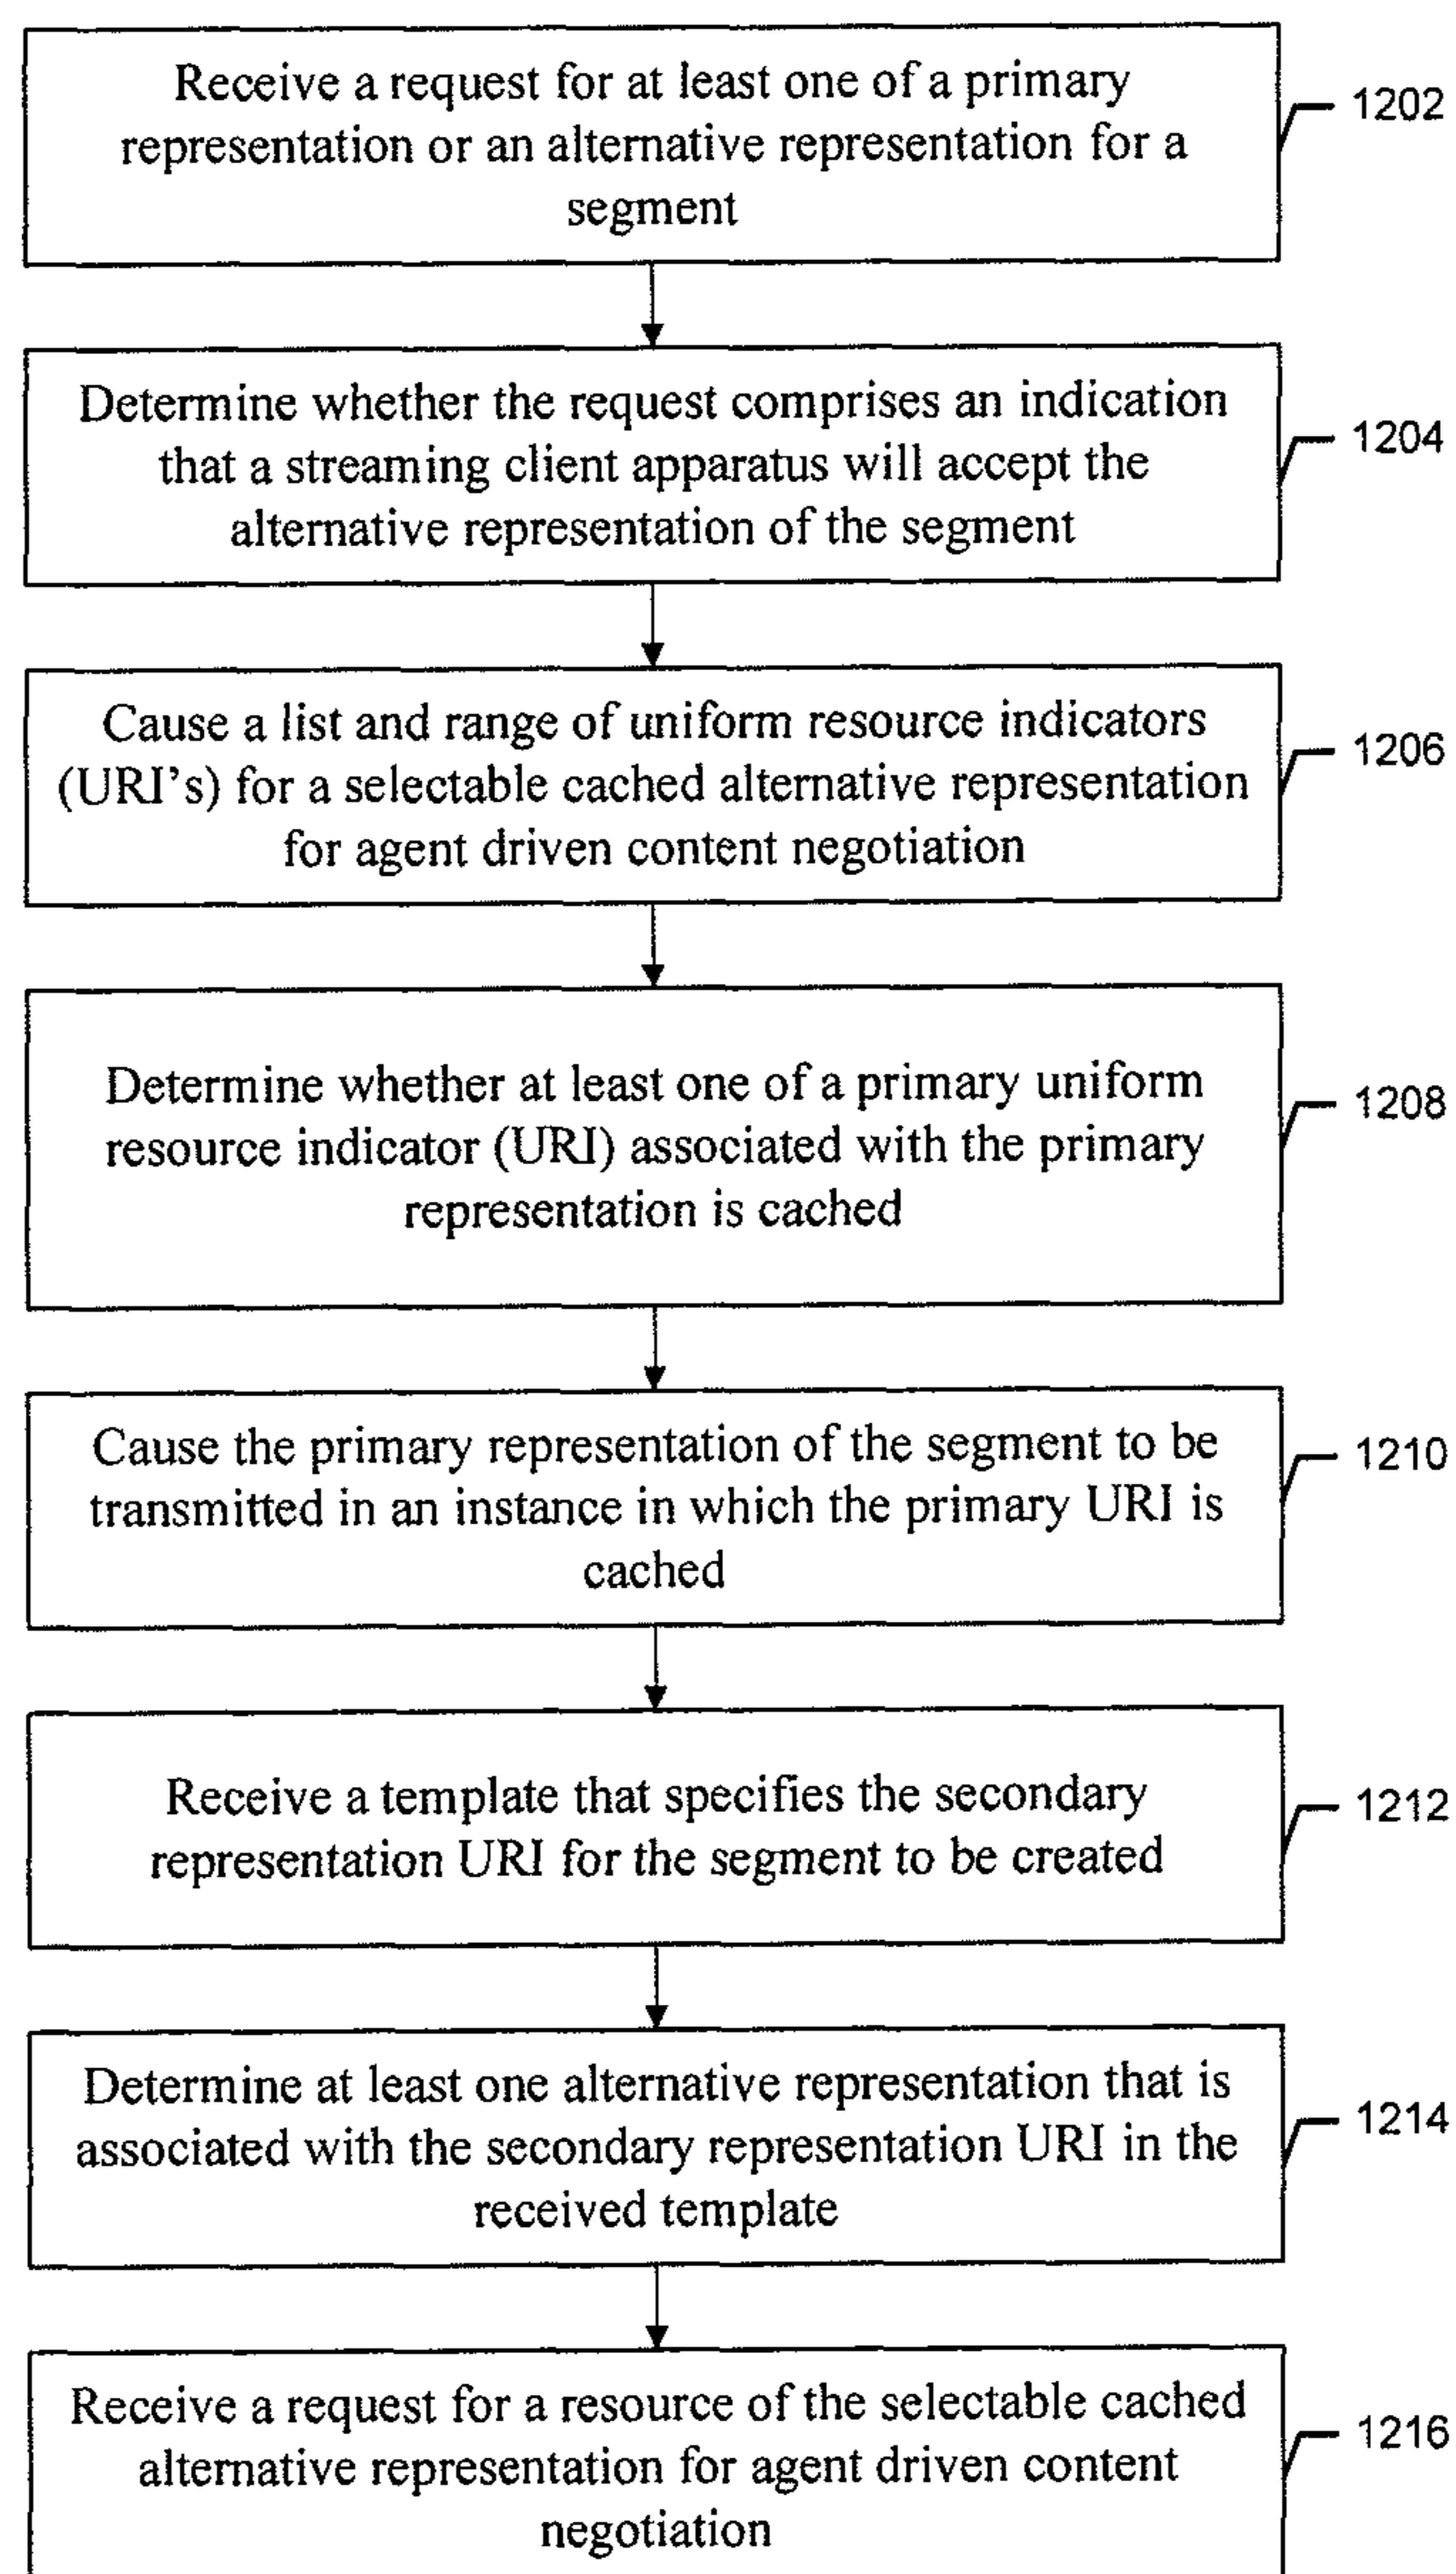 Receive a request for at least one of a primary
representation or an alternative representation for a
segment
1202
Determine whether the request comprises an indication
that a streaming client apparatus will accept the
alternative representation of the segment
1204
Cause a list and range of uniform resource indicators
(URI's) for a selectable cached alternative representation
for agent driven content negotiation
1206
Determine whether at least one of a primary uniform
resource indicator (URI) associated with the primary
representation is cached
1208
Cause the primary representation of the segment to be
transmitted in an instance in which the primary URI is
cached
1210
Receive a template that specifies the secondary
representation URI for the segment to be created
1212
Determine at least one alternative representation that is
associated with the secondary representation URI in the
received template
1214
Receive a request for a resource of the selectable cached
alternative representation for agent driven content
negotiation
1216